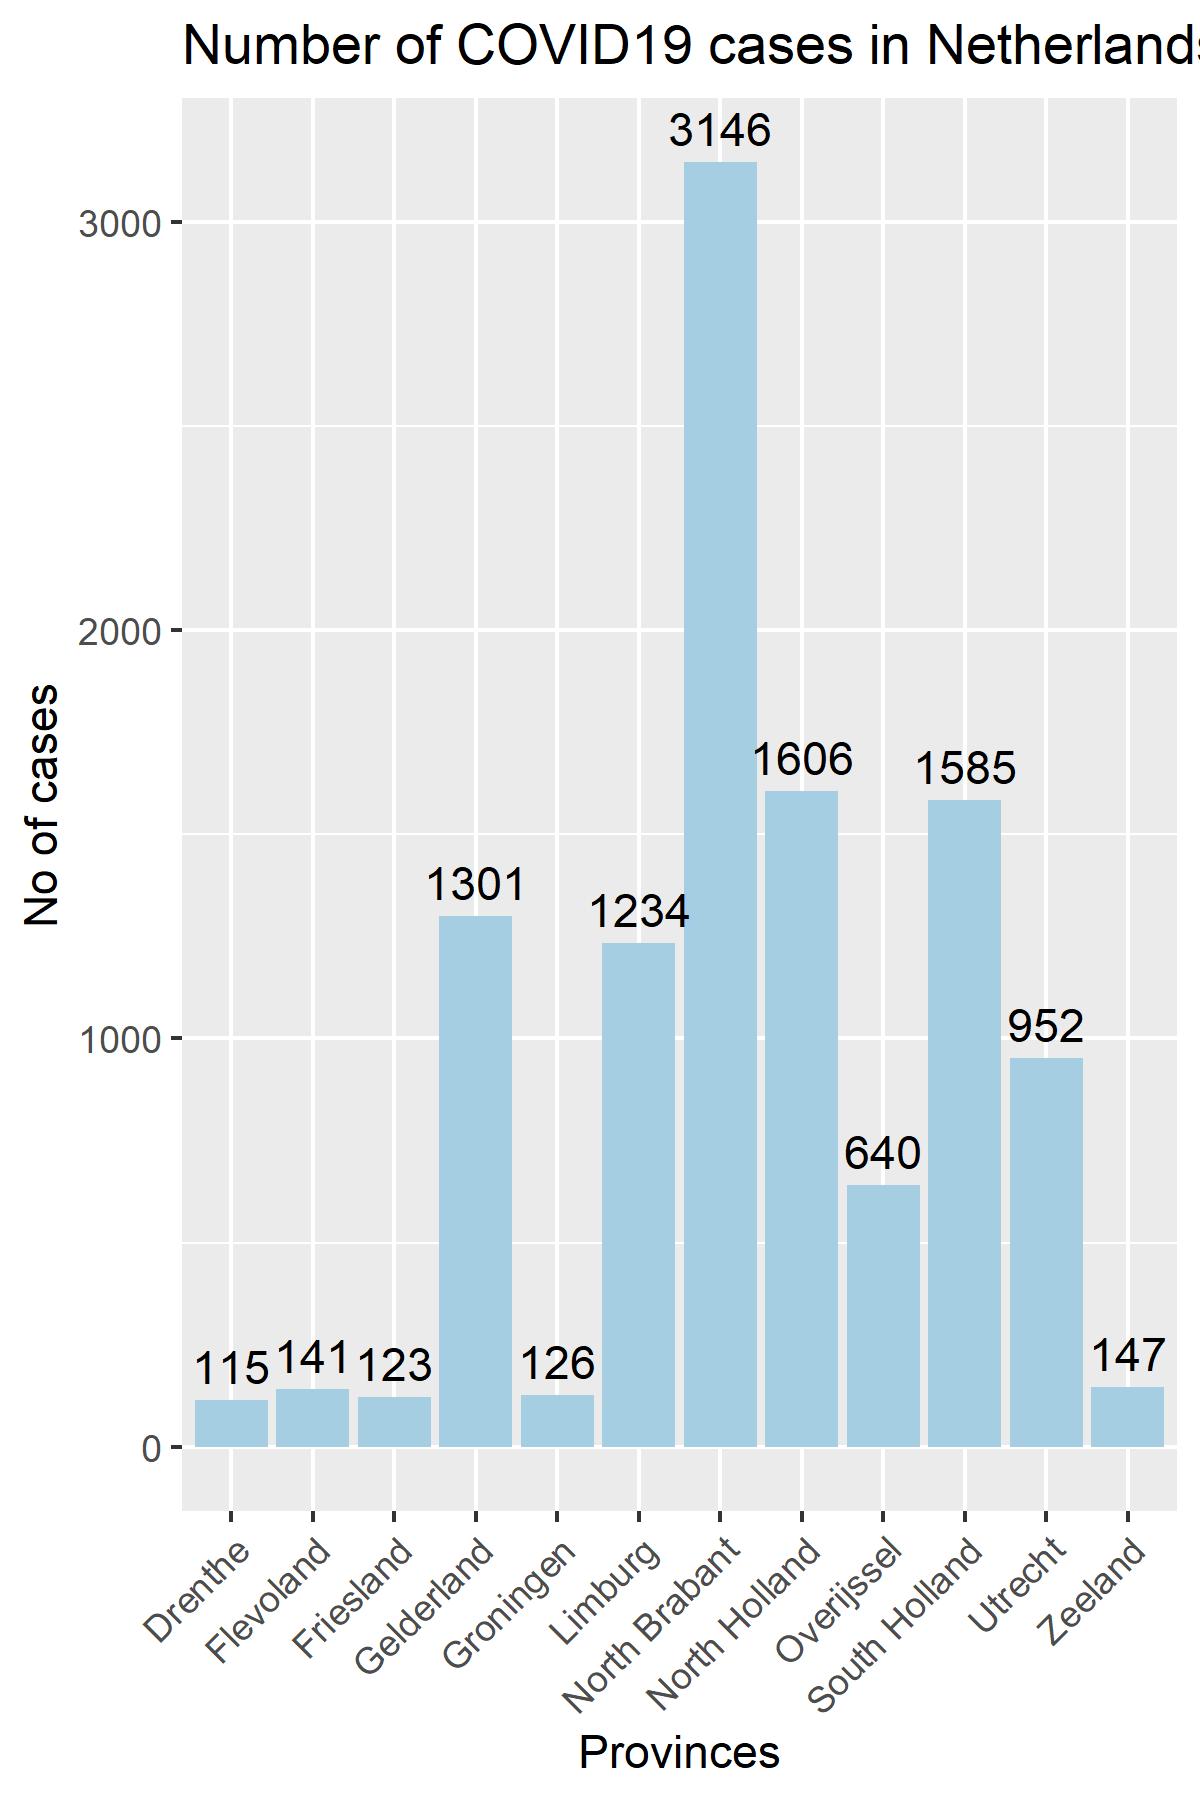 Number of COVID19 cases in Netherlands
3146
3000
2000
1606
1585
1301
1234
1000
952
640
115
141
123
126
147
0
No of cases
Drenthe
Flevoland
Friesland
Gelderland
Groningen
Limburg
North Brabant
North Holland
Overijssel
South Holland
Utrecht
Zeeland
Provinces